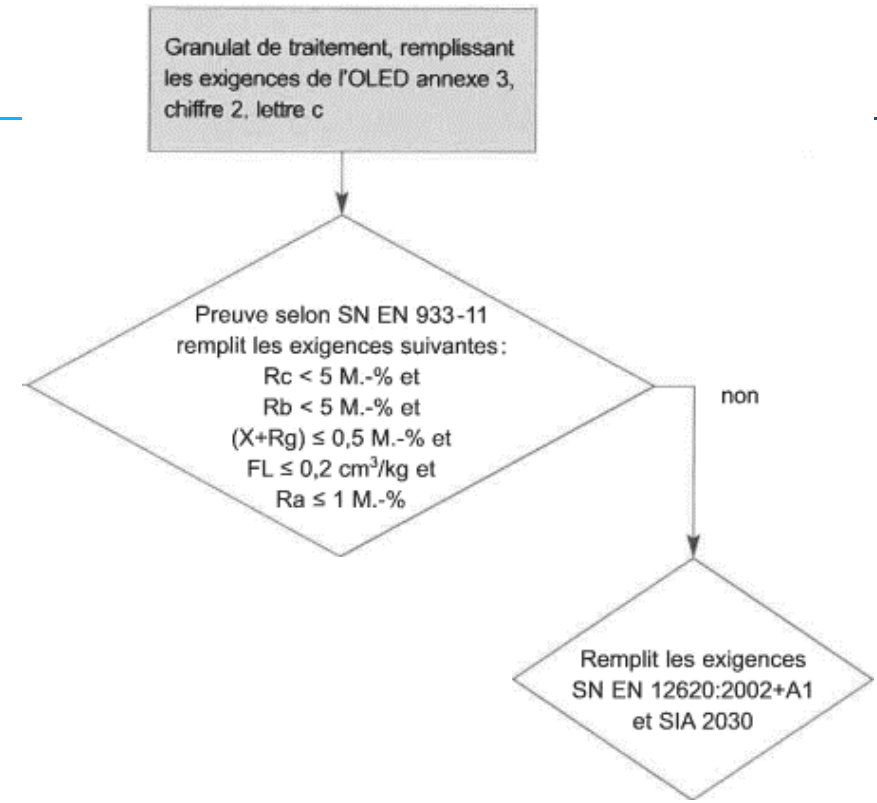 Granulat de traitement, remplissant
les exigences de l'OLED annexe 3,
chiffre 2, lettre c
Preuve selon SN EN 933-11
remplit les exigences suivantes:
Rc < 5 M.-% et
Rb < 5 M.-% et
(X+Rg) ≤ 0,5 M.-% et
FL ≤ 0,2 cm³/kg et
Ra ≤ 1 M.-%
non
Remplit les exigences
SN EN 12620:2002+A1
et SIA 2030